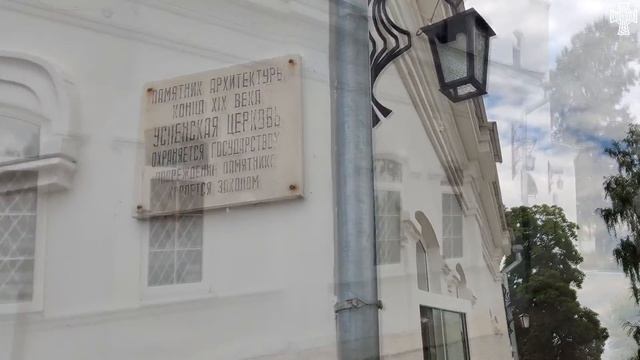 ПАМЯТНИК АРХИТЕКТУРЫ
КОНЦА XIX ВЕКА
УСПЕНСКАЯ ЦЕРКОВЬ
ОХРАНЯЕТСЯ ГОСУДАРСТВОМ
ПОВРЕЖДЕНИЕ ПАМЯТНИКА
КАРАЕТСЯ ЗАКОНОМ